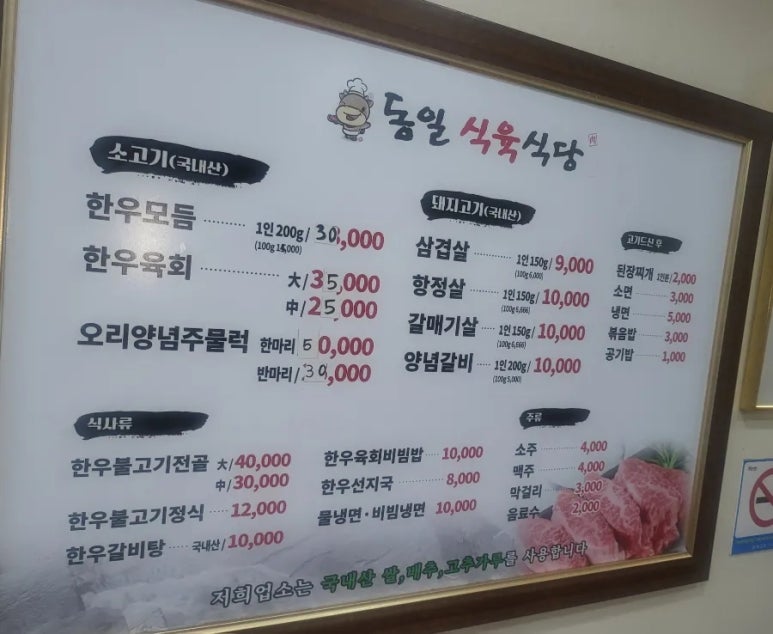 동일 식육식당
소고기(국내산)
한우모듬 1인 200g / 30,000
(100g 15,000)
한우육회 大 / 35,000
中 / 25,000
오리양념주물럭 한마리 50,000
반마리 / 30,000
돼지고기(국내산)
삼겹살 1인 150g / 9,000
(100g 6,000)
항정살 1인 150g / 10,000
(100g 6,666)
갈매기살 1인 150g / 10,000
(100g 6,666)
양념갈비 1인 200g / 10,000
(100g 5,000)
고기드신 후
된장찌개 1인분 / 2,000
소면 3,000
냉면 5,000
볶음밥 3,000
공기밥 1,000
식사류
한우불고기전골 大 / 40,000
中 / 30,000
한우불고기정식 12,000
한우갈비탕 국내산 / 10,000
한우육회비빔밥 10,000
한우선지국 8,000
물냉면·비빔냉면 10,000
주류
소주 4,000
맥주 4,000
막걸리 3,000
음료수 2,000
저희업소는 국내산 쌀,배추,고추가루를 사용합니다